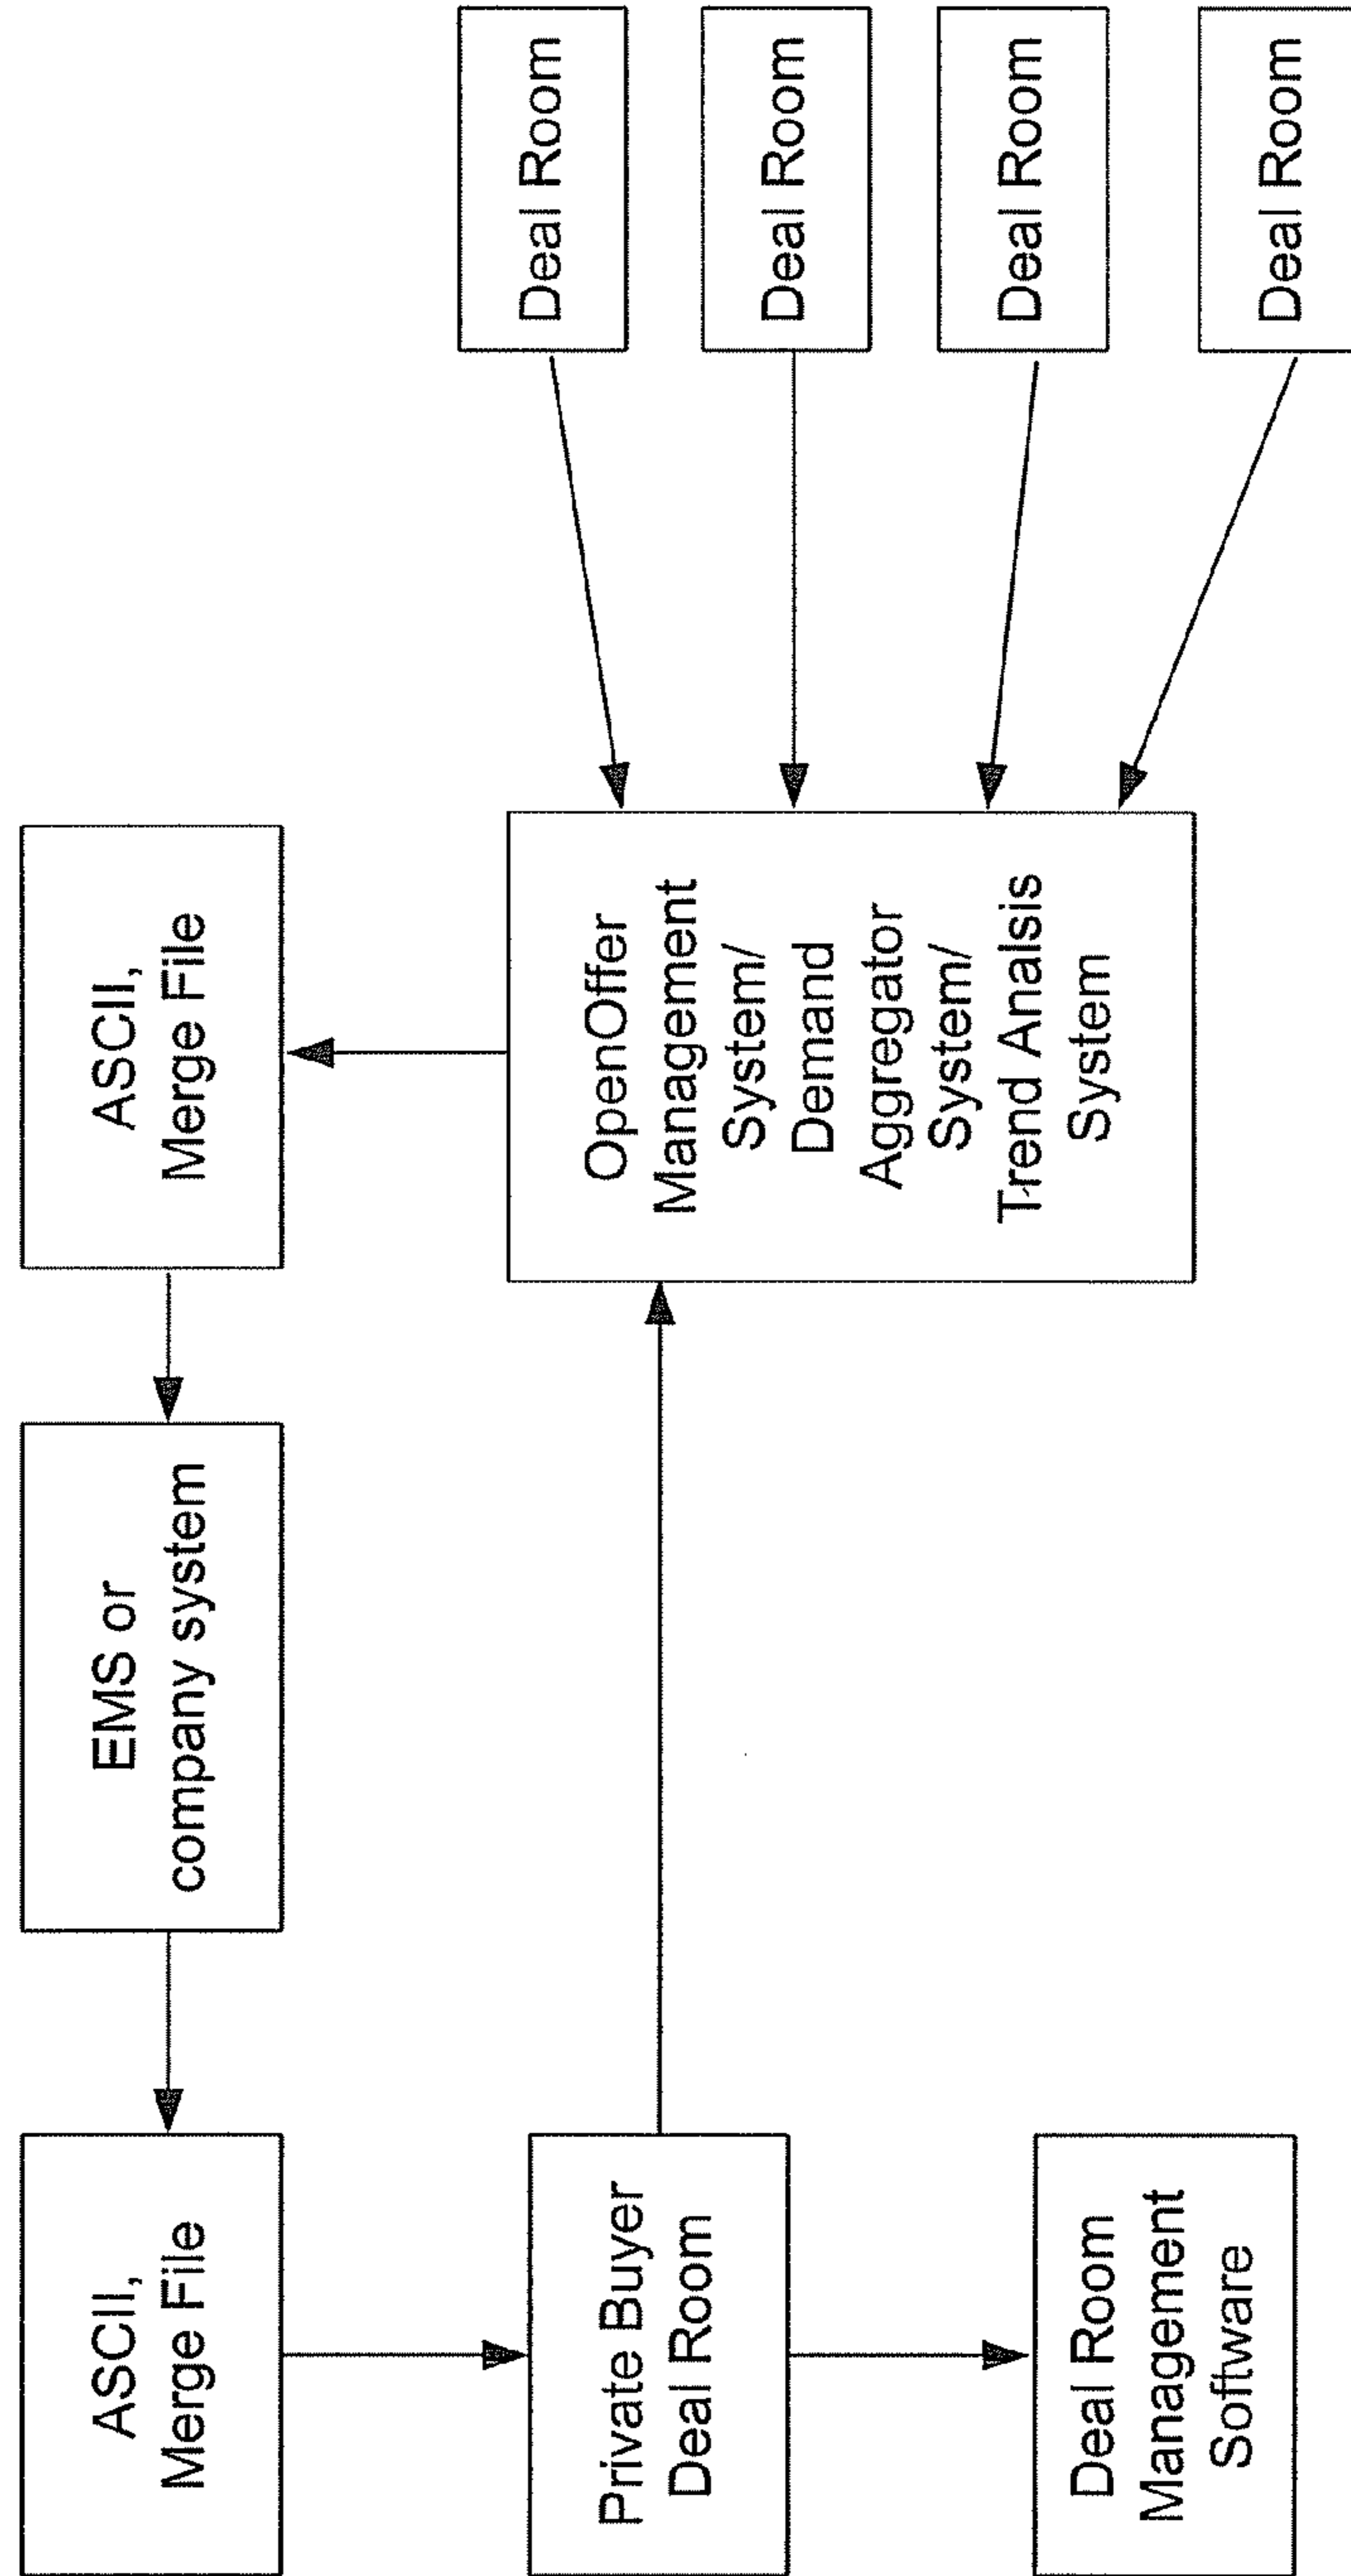 ASCII,
Merge File
EMS or
company system
ASCII,
Merge File
Private Buyer
Deal Room
OpenOffer
Management
System/
Demand
Aggregator
System/
Trend Analsis
System
Deal Room
Deal Room
Deal Room
Deal Room
Deal Room
Management
Software